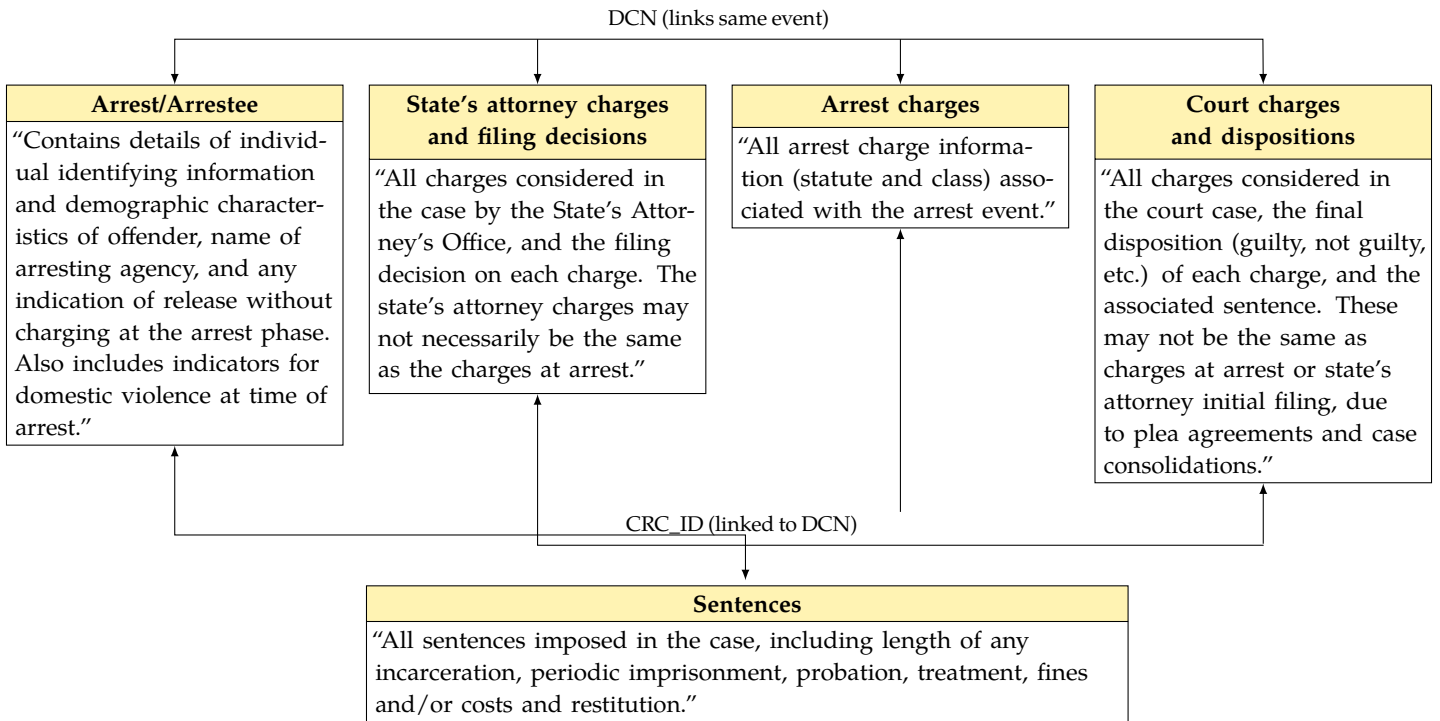 DCN (links same event)
Arrest/Arrestee
“Contains details of individ-
ual identifying information
and demographic character-
istics of offender, name of
arresting agency, and any
indication of release without
charging at the arrest phase.
Also includes indicators for
domestic violence at time of
arrest.”
State’s attorney charges
and filing decisions
“All charges considered in
the case by the State’s Attor-
ney’s Office, and the filing
decision on each charge. The
state’s attorney charges may
not necessarily be the same
as the charges at arrest.”
Arrest charges
“All arrest charge informa-
tion (statute and class) asso-
ciated with the arrest event.”
Court charges
and dispositions
“All charges considered in
the court case, the final
disposition (guilty, not guilty,
etc.) of each charge, and the
associated sentence. These
may not be the same as
charges at arrest or state’s
attorney initial filing, due
to plea agreements and case
consolidations.”
CRC_ID (linked to DCN)
Sentences
“All sentences imposed in the case, including length of any
incarceration, periodic imprisonment, probation, treatment, fines
and/or costs and restitution.”